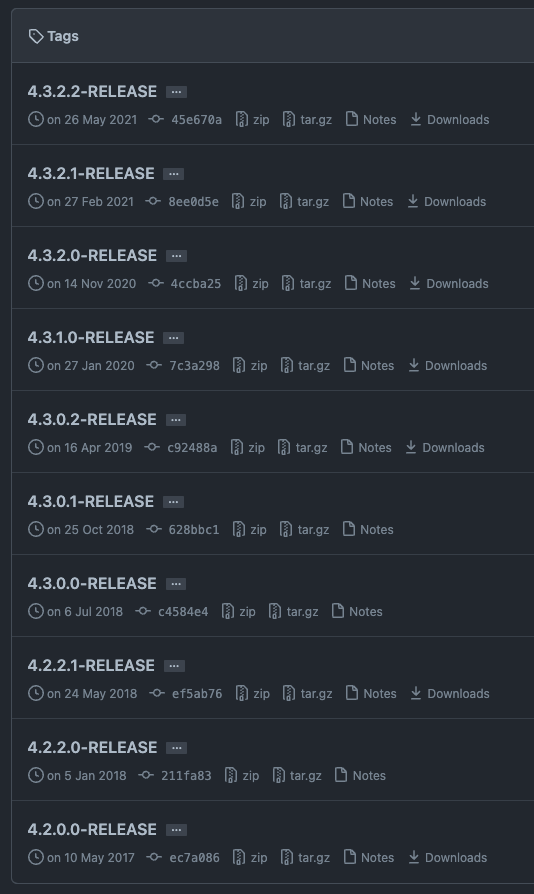 Tags
4.3.2.2-RELEASE ...
on 26 May 2021 45e670a zip tar.gz Notes Downloads
4.3.2.1-RELEASE ...
on 27 Feb 2021 8ee0d5e zip tar.gz Notes Downloads
4.3.2.0-RELEASE ...
on 14 Nov 2020 4ccba25 zip tar.gz Notes Downloads
4.3.1.0-RELEASE ...
on 27 Jan 2020 7c3a298 zip tar.gz Notes Downloads
4.3.0.2-RELEASE ...
on 16 Apr 2019 c92488a zip tar.gz Notes Downloads
4.3.0.1-RELEASE ...
on 25 Oct 2018 628bbc1 zip tar.gz Notes
4.3.0.0-RELEASE ...
on 6 Jul 2018 c4584e4 zip tar.gz Notes
4.2.2.1-RELEASE ...
on 24 May 2018 ef5ab76 zip tar.gz Notes Downloads
4.2.2.0-RELEASE ...
on 5 Jan 2018 211fa83 zip tar.gz Notes
4.2.0.0-RELEASE ...
on 10 May 2017 ec7a086 zip tar.gz Notes Downloads